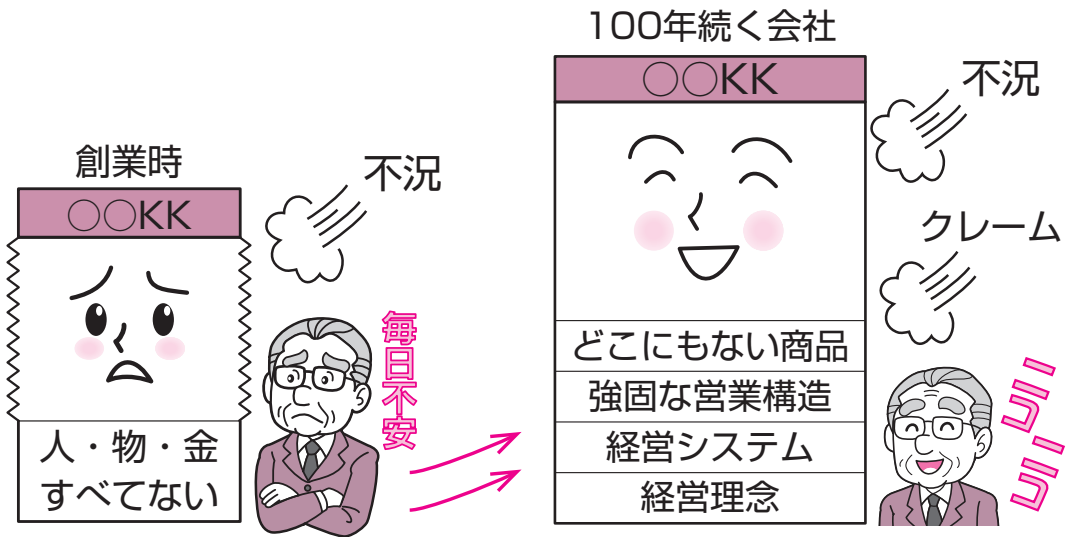 創業時
○○KK
不況
人・物・金
すべてない
毎日不安
100年続く会社
○○KK
不況
クレーム
どこにもない商品
強固な営業構造
経営システム
経営理念
ニコニコ